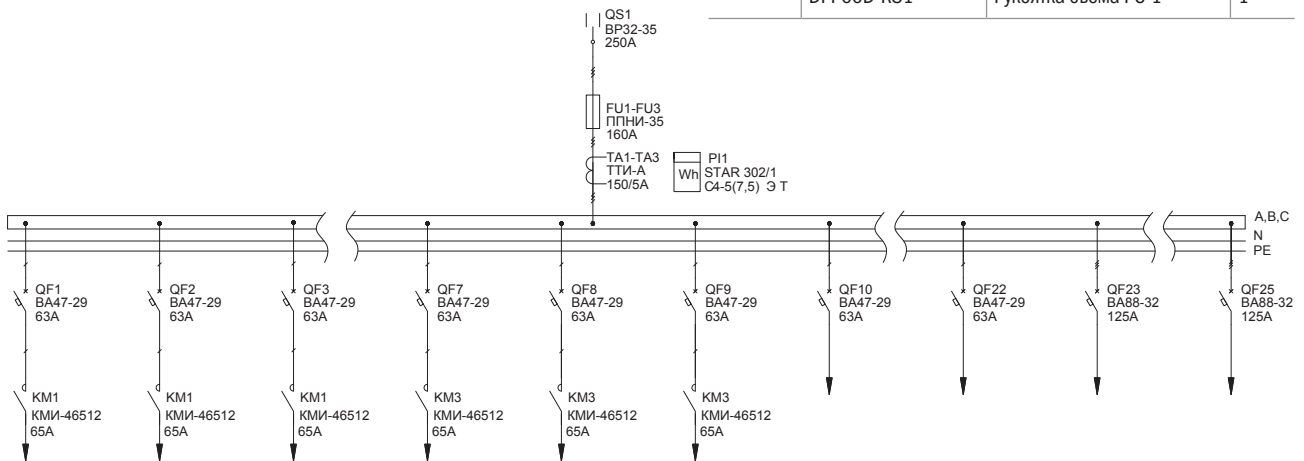 QS1
ВР32-35
250А
1
FU1-FU3
ППНИ-35
160А
TA1-TA3
ТТИ-А
150/5А
PI1
Wh
STAR 302/1
C4-5(7,5) Э Т
A,B,C
N
PE
QF1
ВА47-29
63А
QF2
ВА47-29
63А
QF3
ВА47-29
63А
QF7
ВА47-29
63А
QF8
ВА47-29
63А
QF9
ВА47-29
63А
QF10
ВА47-29
63А
QF22
ВА47-29
63А
QF23
ВА88-32
125А
QF25
ВА88-32
125А
KM1
КМИ-46512
65А
KM1
КМИ-46512
65А
KM1
КМИ-46512
65А
KM3
КМИ-46512
65А
KM3
КМИ-46512
65А
KM3
КМИ-46512
65А